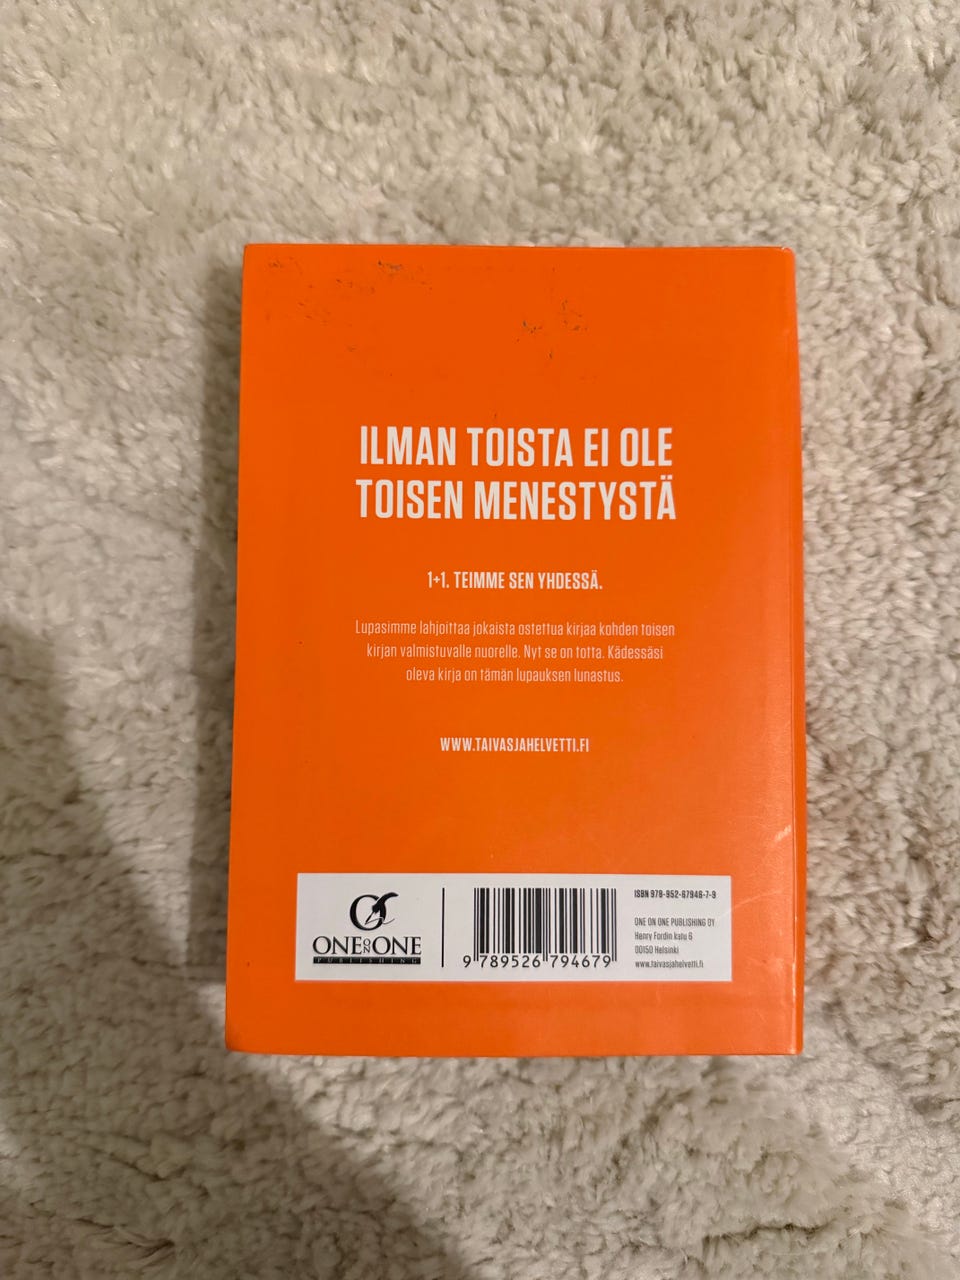 ILMAN TOISTA EI OLE
TOISEN MENESTYSTÄ
1+1. TEIMME SEN YHDESSÄ.
Lupasimme lahjoittaa jokaista ostettua kirjaa kohden toisen
kirjan valmistuvalle nuorelle. Nyt se on totta. Kädessäsi
oleva kirja on tämän lupauksen lunastus.
WWW.TAIVASJAHELVETTI.FI
ONE ON ONE
PUBLISHING
9 789526 794679
ISBN 978-952-67946-7-9
ONE ON ONE PUBLISHING OY
Henry Fordin katu 6
00150 Helsinki
www.taivasjahelvetti.fi